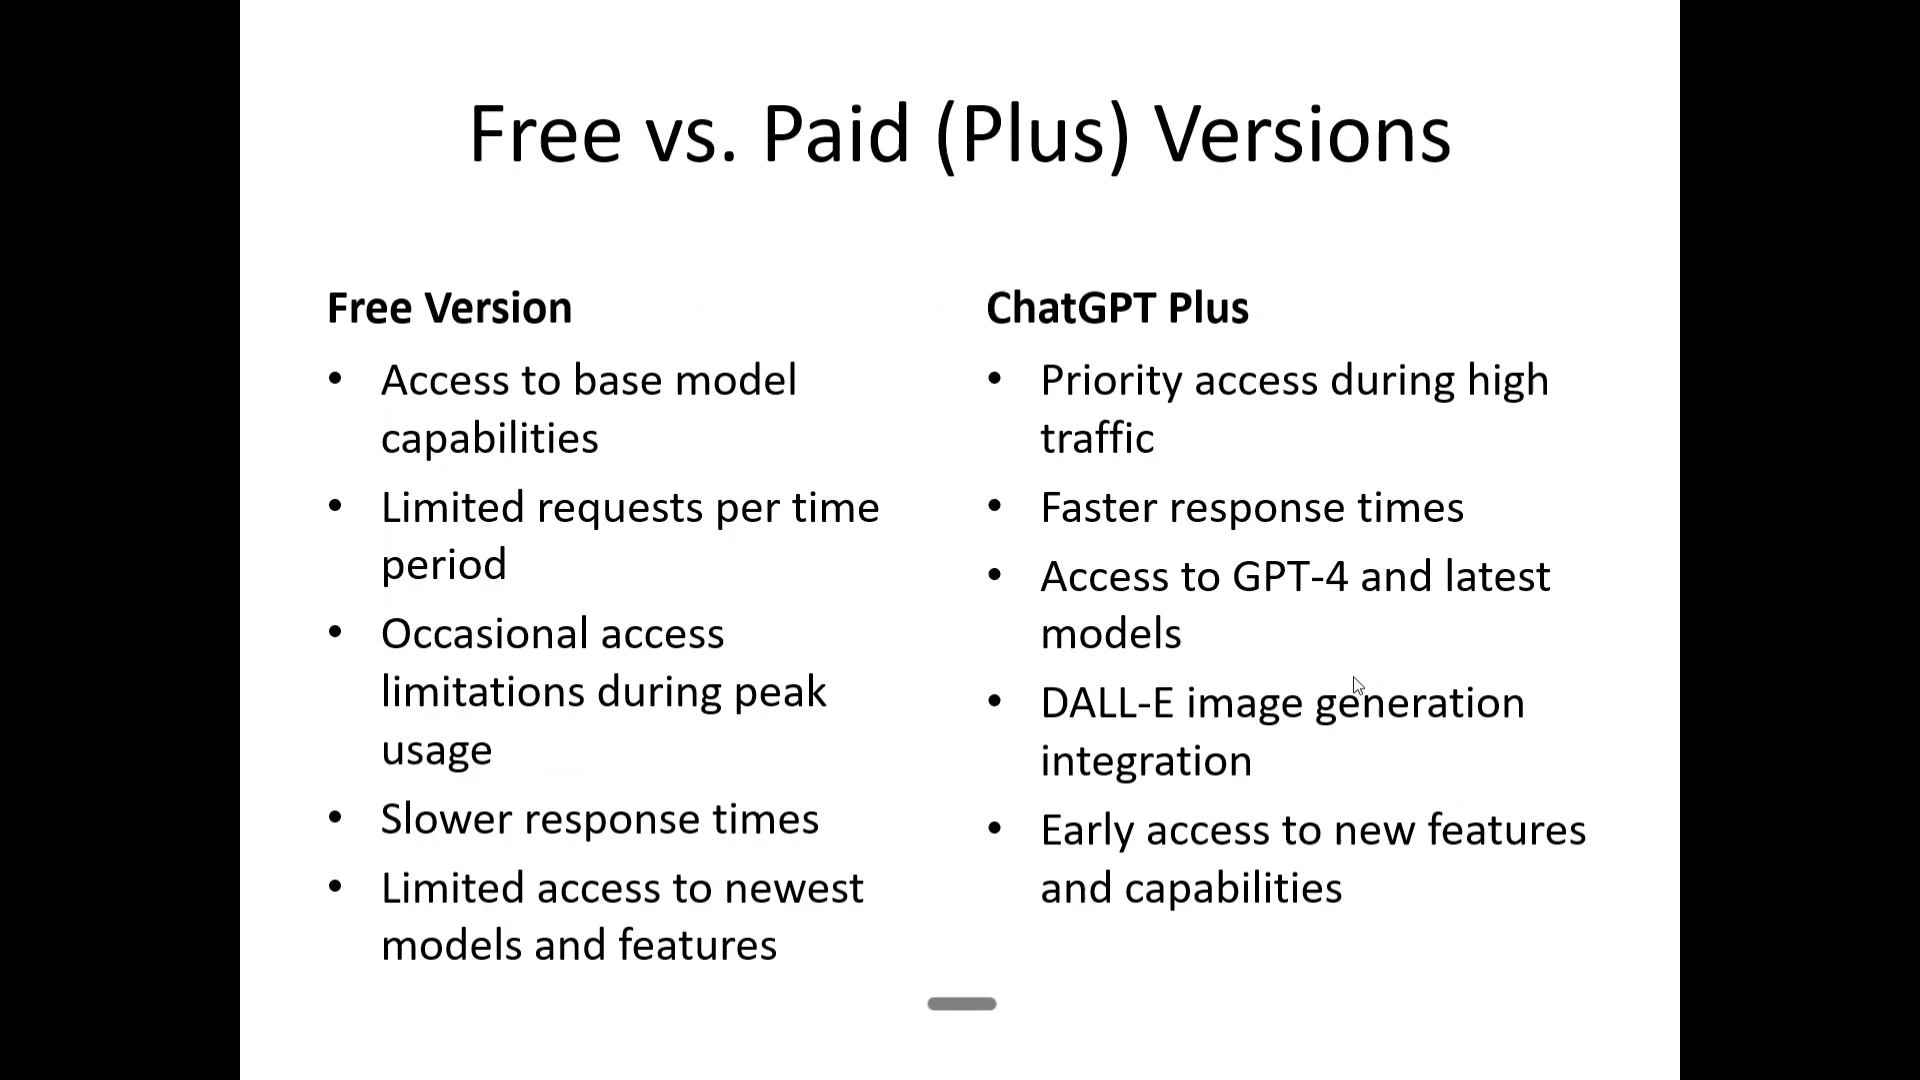 Free vs. Paid (Plus) Versions
Free Version
• Access to base model
capabilities
• Limited requests per time
period
• Occasional access
limitations during peak
usage
• Slower response times
• Limited access to newest
models and features
ChatGPT Plus
• Priority access during high
traffic
• Faster response times
• Access to GPT-4 and latest
models
• DALL-E image generation
integration
• Early access to new features
and capabilities